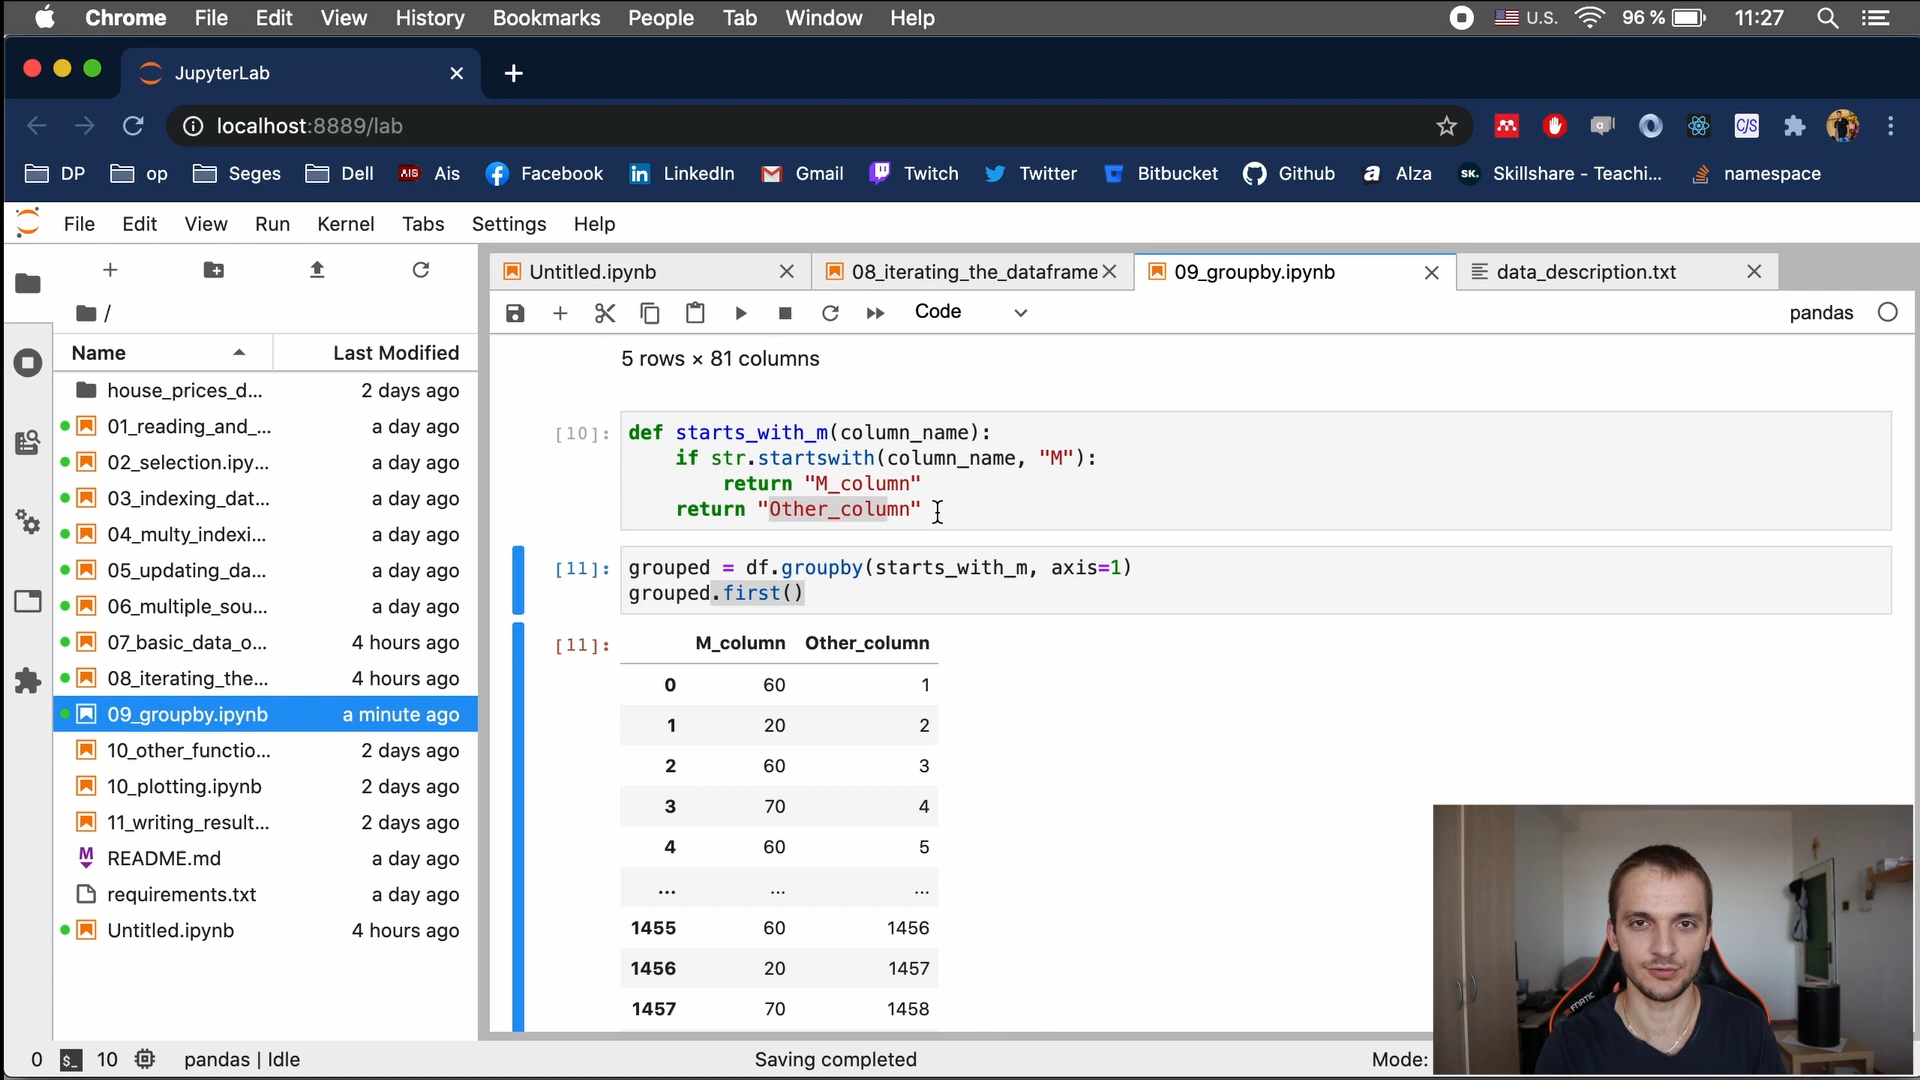 Chrome File Edit View History Bookmarks People Tab Window Help U.S. 96 % 11:27
JupyterLab
localhost:8889/lab
DP op Seges Dell Ais Facebook LinkedIn Gmail Twitch Twitter Bitbucket Github Alza Skillshare - Teachi... namespace
File Edit View Run Kernel Tabs Settings Help
Untitled.ipynb 08_iterating_the_dataframe 09_groupby.ipynb data_description.txt
/
Code pandas
Name Last Modified
house_prices_d... 2 days ago
01_reading_and_... a day ago
02_selection.ipy... a day ago
03_indexing_dat... a day ago
04_multy_indexi... a day ago
05_updating_da... a day ago
06_multiple_sou... a day ago
07_basic_data_o... 4 hours ago
08_iterating_the... 4 hours ago
09_groupby.ipynb a minute ago
10_other_functio... 2 days ago
10_plotting.ipynb 2 days ago
11_writing_result... 2 days ago
README.md a day ago
requirements.txt a day ago
Untitled.ipynb 4 hours ago
5 rows × 81 columns
[10]: def starts_with_m(column_name):
if str.startswith(column_name, "M"):
return "M_column"
return "Other_column"
[11]: grouped = df.groupby(starts_with_m, axis=1)
grouped.first()
[11]: M_column Other_column
0 60 1
1 20 2
2 60 3
3 70 4
4 60 5
... ... ...
1455 60 1456
1456 20 1457
1457 70 1458
0 10 pandas | Idle Saving completed Mode: